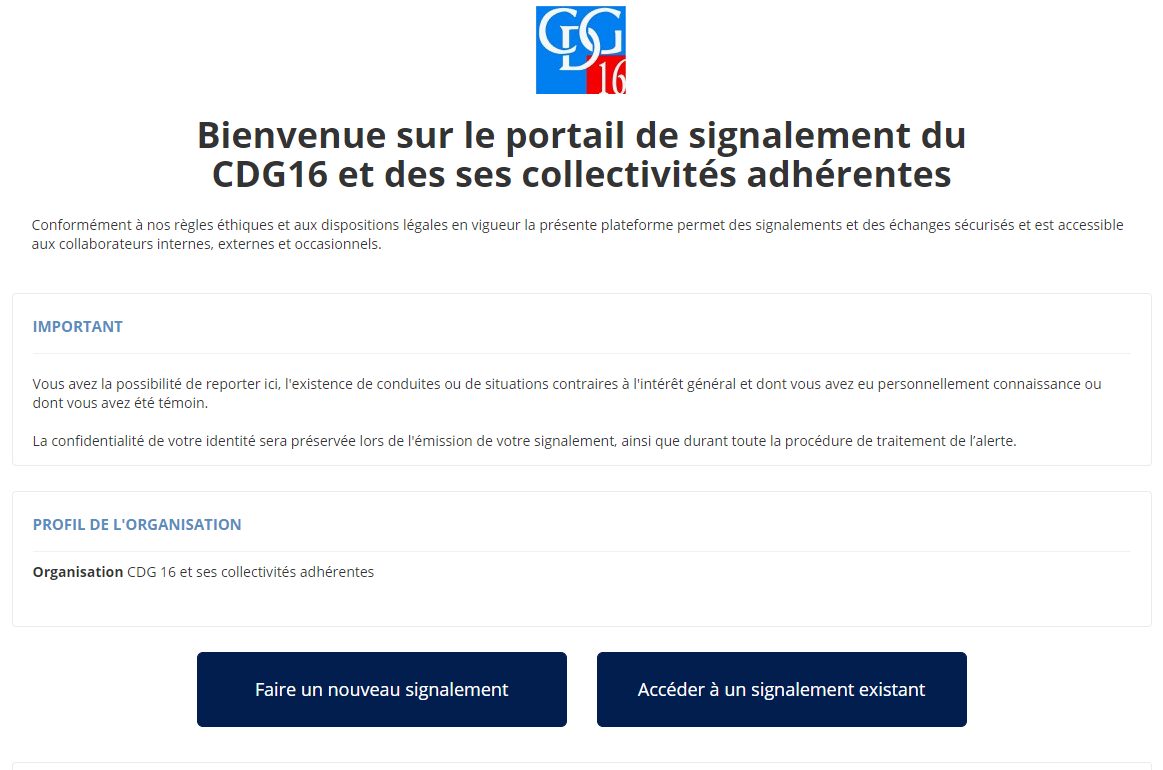 CDG
16
Bienvenue sur le portail de signalement du
CDG16 et des ses collectivités adhérentes
Conformément à nos règles éthiques et aux dispositions légales en vigueur la présente plateforme permet des signalements et des échanges sécurisés et est accessible
aux collaborateurs internes, externes et occasionnels.
IMPORTANT
Vous avez la possibilité de reporter ici, l'existence de conduites ou de situations contraires à l'intérêt général et dont vous avez eu personnellement connaissance ou
dont vous avez été témoin.
La confidentialité de votre identité sera préservée lors de l'émission de votre signalement, ainsi que durant toute la procédure de traitement de l’alerte.
PROFIL DE L'ORGANISATION
Organisation CDG 16 et ses collectivités adhérentes
Faire un nouveau signalement
Accéder à un signalement existant